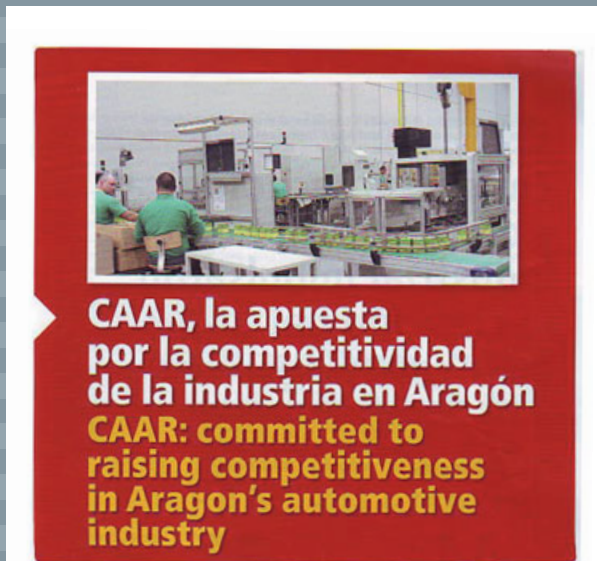 CAAR, la apuesta
por la competitividad
de la industria en Aragón
CAAR: committed to
raising competitiveness
in Aragon's automotive
industry